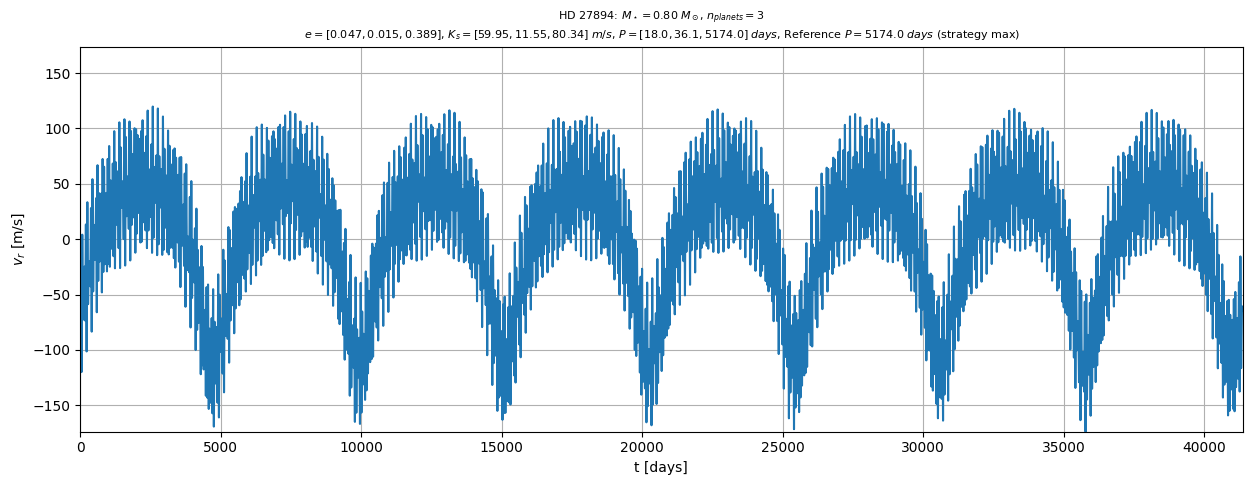 HD 27894: $M_\star = 0.80\ M_\odot$, $n_{planets} = 3$
$e = [0.047, 0.015, 0.389]$, $K_s = [59.95, 11.55, 80.34]\ m/s$, $P = [18.0, 36.1, 5174.0]\ days$, Reference $P = 5174.0\ days$ (strategy max)
150
100
50
0
−50
−100
−150
$v_r$ [m/s]
0 5000 10000 15000 20000 25000 30000 35000 40000
t [days]